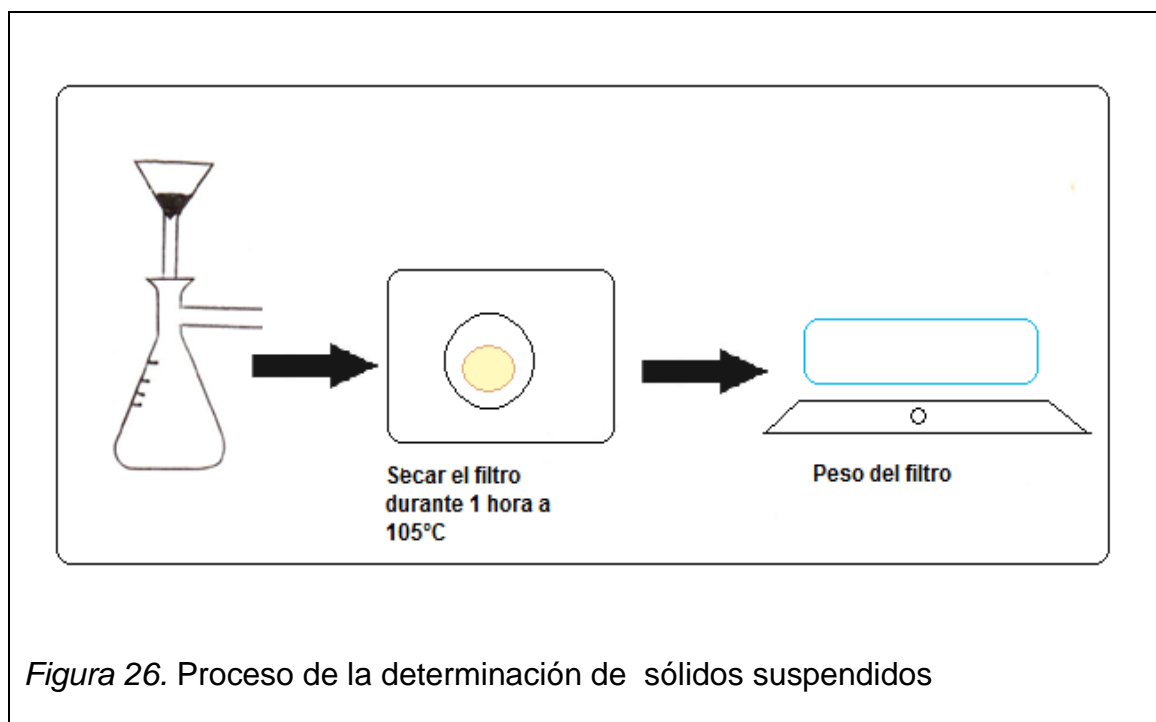 Secar el filtro
durante 1 hora a
105ºC
Peso del filtro
Figura 26. Proceso de la determinación de sólidos suspendidos